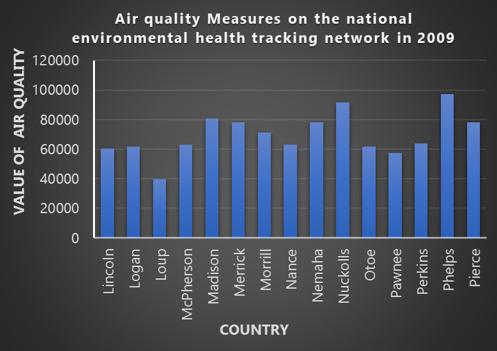 Air quality Measures on the national
environmental health tracking network in 2009
VALUE OF AIR QUALITY
120000
100000
80000
60000
40000
20000
0
Lincoln
Logan
Loup
McPherson
Madison
Merrick
Morrill
Nance
Nemaha
Nuckolls
Otoe
Pawnee
Perkins
Phelps
Pierce
COUNTRY